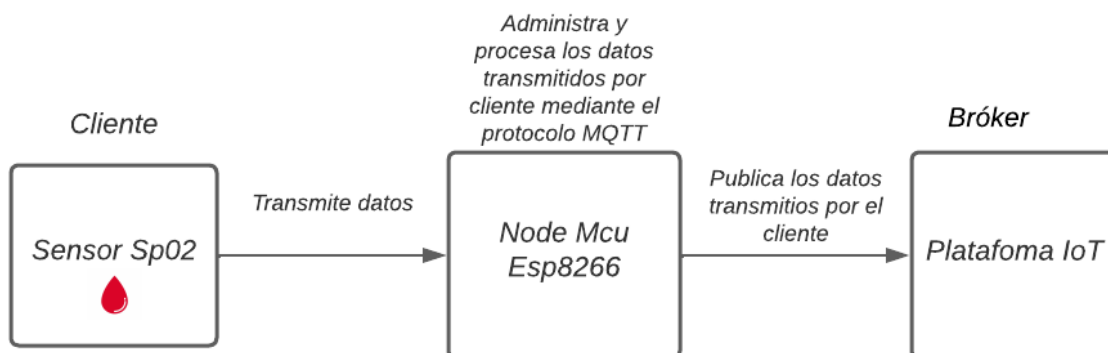 Cliente
Sensor Sp02
Transmite datos
Administra y
procesa los datos
transmitidos por
cliente mediante el
protocolo MQTT
Node Mcu
Esp8266
Publica los datos
transmitios por el
cliente
Bróker
Platafoma IoT